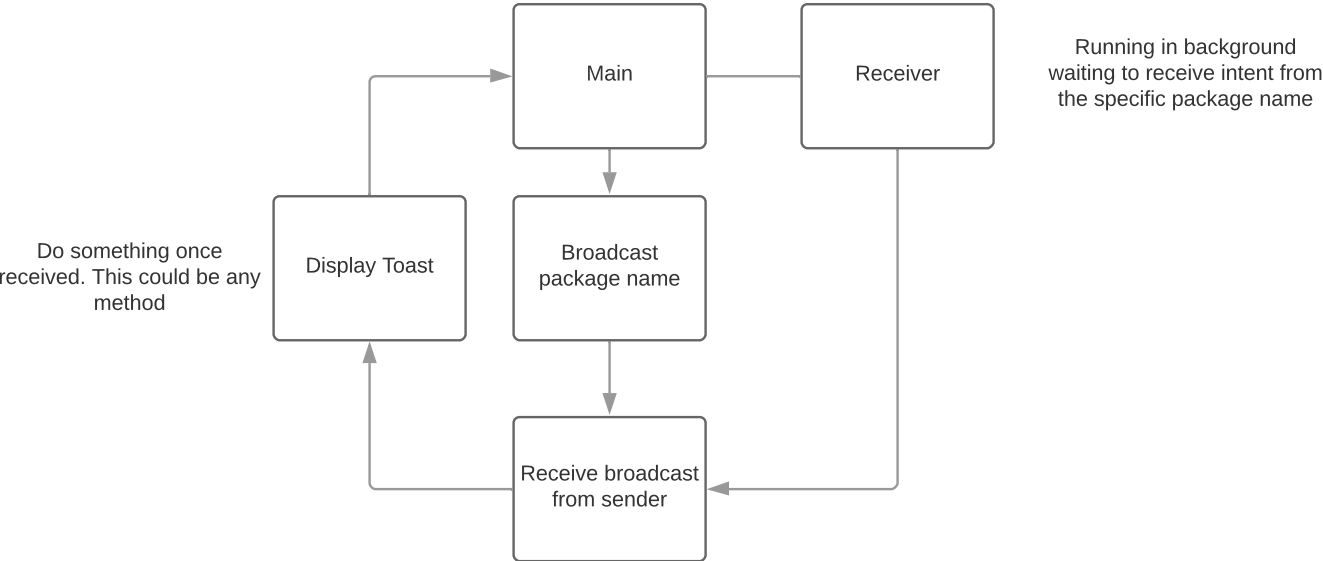 Main
Receiver
Running in background
waiting to receive intent from
the specific package name
Do something once
received. This could be any
method
Display Toast
Broadcast
package name
Receive broadcast
from sender